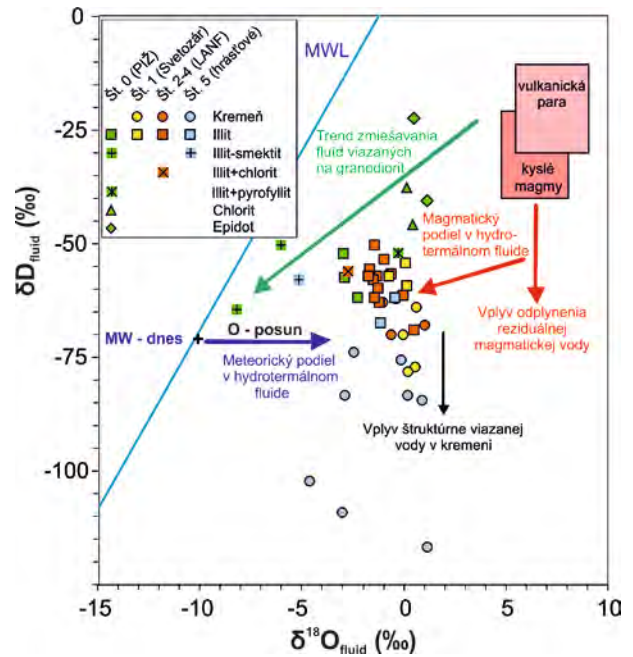 0
-25
-50
-75
-100
δD fluid (‰)
MWL
Št. 0 (PIŽ)
Št. 1 (Svetozár)
Št. 2-4 (LANF)
Št. 5 (hrásťové)
Kremeň
Illit
Illit-smektit
Illit+chlorit
Illit+pyrofyllit
Chlorit
Epidot
vulkanická
para
kyslé
magmy
Trend zmiešavania
fluid viazaných
na granodiorit
Magmatický
podiel v hydro-
termálnom fluide
Vplyv odplynenia
reziduálnej
magmatickej vody
MW - dnes
O - posun
Meteorický podiel
v hydrotermálnom
fluide
Vplyv štruktúrne viazanej
vody v kremeni
-15
-10
-5
0
5
10
δ18O fluid (‰)